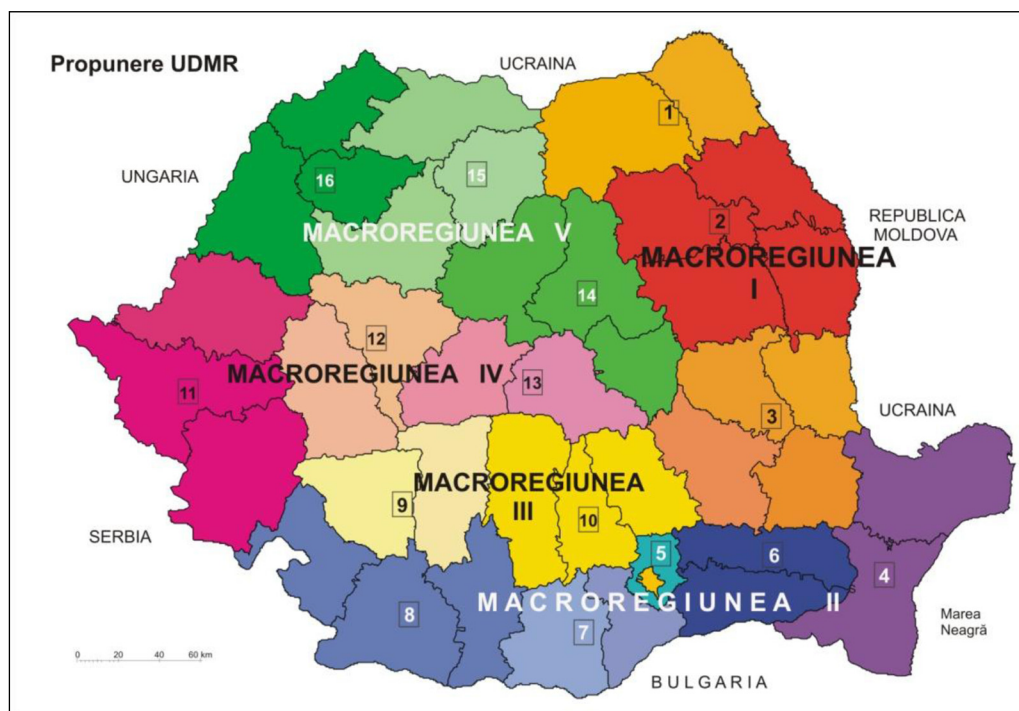 Propunere UDMR
UCRAINA
1
UNGARIA
16
15
2
REPUBLICA
MOLDOVA
MACROREGIUNEA V
MACROREGIUNEA
I
14
12
11
MACROREGIUNEA IV
13
3
UCRAINA
9
MACROREGIUNEA
III
10
SERBIA
5
6
4
MACROREGIUNEA II
8
7
Marea
Neagră
0 20 40 60 km
BULGARIA